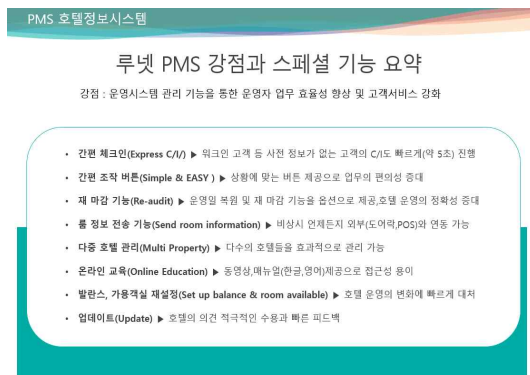 PMS 호텔정보시스템
루넷 PMS 강점과 스페셜 기능 요약
강점 : 운영시스템 관리 기능을 통한 운영자 업무 효율성 향상 및 고객서비스 강화
• 간편 체크인(Express C/I/) ▶ 워크인 고객 등 사전 정보가 없는 고객의 C/I도 빠르게(약 5초) 진행
• 간편 조작 버튼(Simple & EASY ) ▶ 상황에 맞는 버튼 제공으로 업무의 편의성 증대
• 재 마감 기능(Re-audit) ▶ 운영일 복원 및 재 마감 기능을 옵션으로 제공,호텔 운영의 정확성 증대
• 룸 정보 전송 기능(Send room information) ▶ 비상시 언제든지 외부(도어락,POS)와 연동 가능
• 다중 호텔 관리(Multi Property) ▶ 다수의 호텔들을 효과적으로 관리 가능
• 온라인 교육(Online Education) ▶ 동영상,매뉴얼(한글,영어)제공으로 접근성 용이
• 발란스, 가용객실 재설정(Set up balance & room available) ▶ 호텔 운영의 변화에 빠르게 대처
• 업데이트(Update) ▶ 호텔의 의견 적극적인 수용과 빠른 피드백